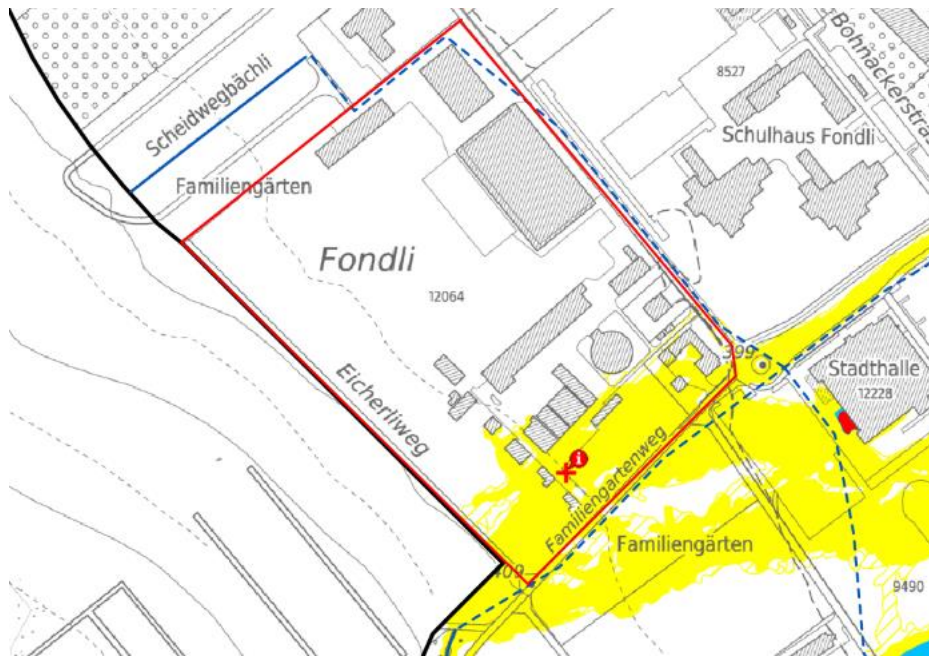 Bohnackerstra
8527
Scheidwegbächli
Schulhaus Fondli
Familiengärten
Fondli
12064
399
Stadthalle
12228
Eicherliweg
i
Familiengartenweg
Familiengärten
409
9490